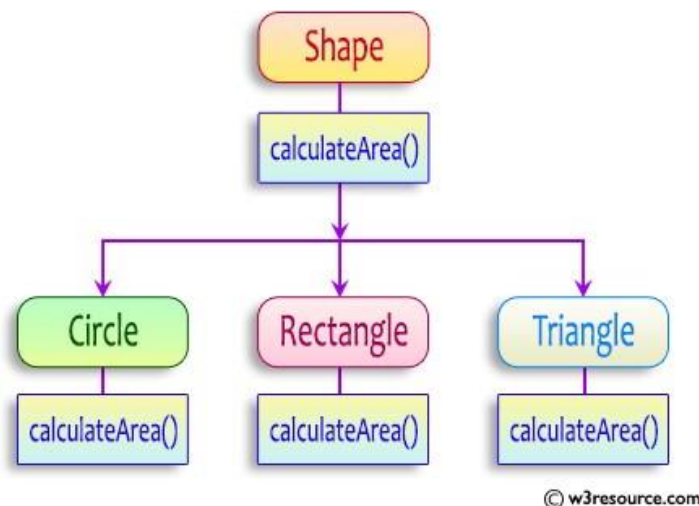 Shape
calculateArea()
Circle
Rectangle
Triangle
calculateArea()
calculateArea()
calculateArea()
© w3resource.com